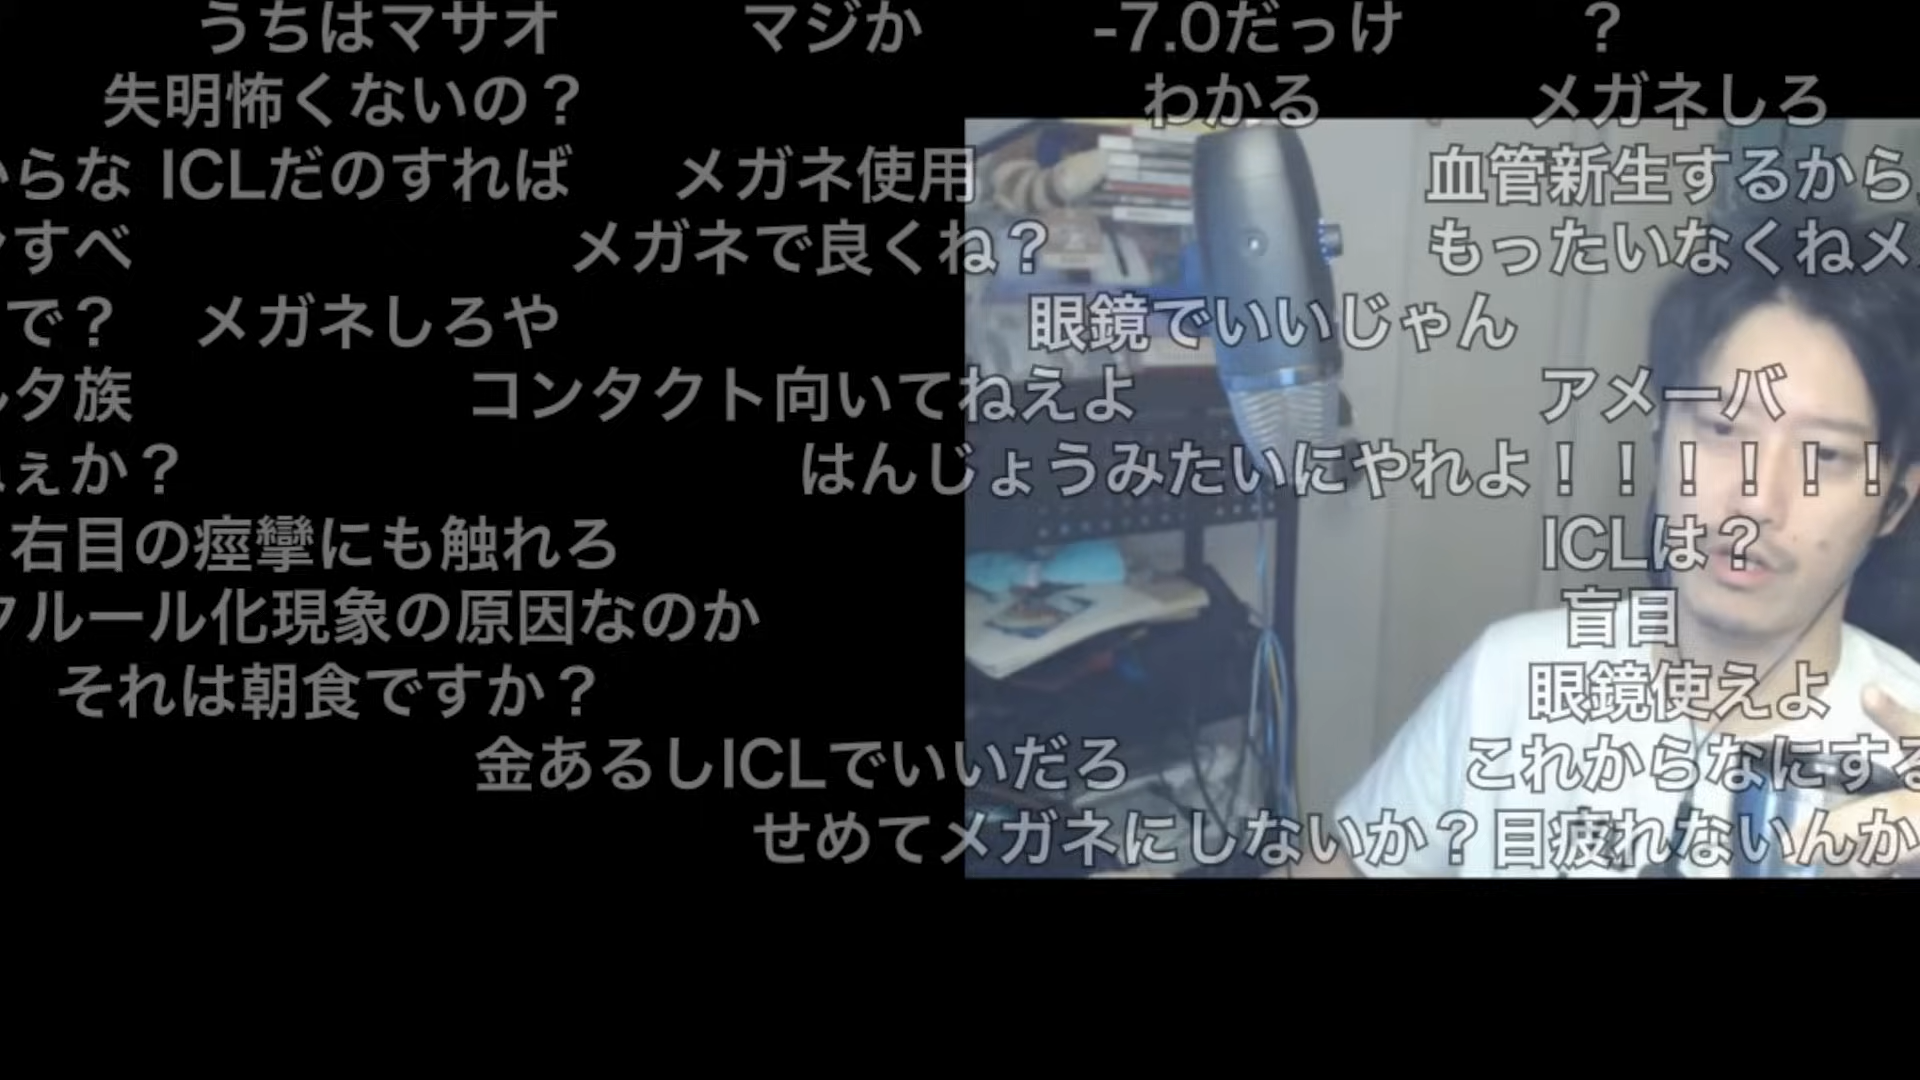 うちはマサオ マジか -7.0だっけ ?
失明怖くないの? わかる メガネしろ
らな ICLだのすれば メガネ使用 血管新生するから
すべ メガネで良くね? もったいなくねメ
で? メガネしろや 眼鏡でいいじゃん
タ族 コンタクト向いてねえよ アメーバ
ぇか? はんじょうみたいにやれよ!!!!!!
右目の痙攣にも触れろ ICLは?
クルール化現象の原因なのか 盲目
それは朝食ですか? 眼鏡使えよ
金あるしICLでいいだろ これからなにする
せめてメガネにしないか?目疲れないんか